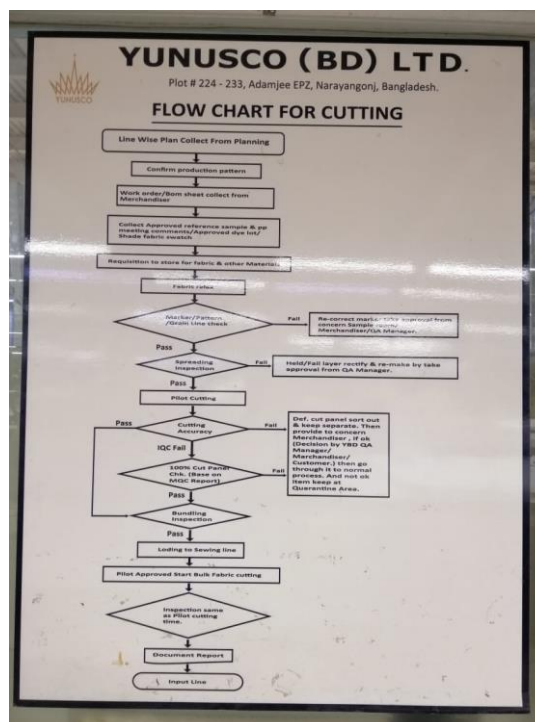 YUNUSCO (BD) LTD.
YUNUSCO
Plot # 224 - 233, Adamjee EPZ, Narayangonj, Bangladesh.
FLOW CHART FOR CUTTING
Line Wise Plan Collect From Planning
Confirm production pattern
Work order/Bom sheet collect from
Merchandiser
Collect Approved reference sample & pp
meeting comments/Approved dye lot/
Shade fabric swatch
Requisition to store for fabric & other Materials
Fabric relax
Marker/Pattern
/Grain Line check
Fail
Re-correct marker take approval from
concern Sample
Merchandiser/QA Manager.
Pass
Spreading
Inspection
Fail
Held/Fail layer rectify & re-make by take
approval from QA Manager.
Pass
Pilot Cutting
Pass
Cutting
Accuracy
Fail
Def. cut panel sort out
& keep separate. Then
provide to concern
Merchandiser , if ok
(Decision by YBD QA
Manager/
Marchandiser/
Customer.) then go
through it to normal
process. And not ok
item keep at
Querentine Area.
IQC Fail
100% Cut Panel
Chk. (Base on
MQC Report)
Fail
Pass
Bundling
Inspection
Pass
Loding to Sewing line
Pilot Approved Start Bulk Fabric cutting
Inspection same
as Pilot cutting
time.
Document Report
Input Line